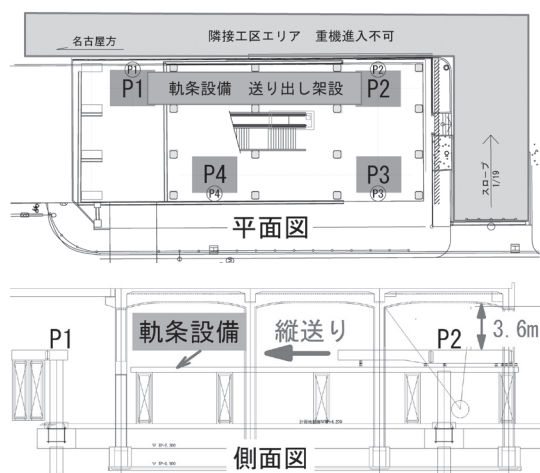 隣接工区エリア 重機進入不可
名古屋方
P1
P2
P1
軌条設備 送り出し架設
P2
P4
P3
P4
P3
スロープ
1/19
平面図
P1
軌条設備
縦送り
P2
3.6m
側面図